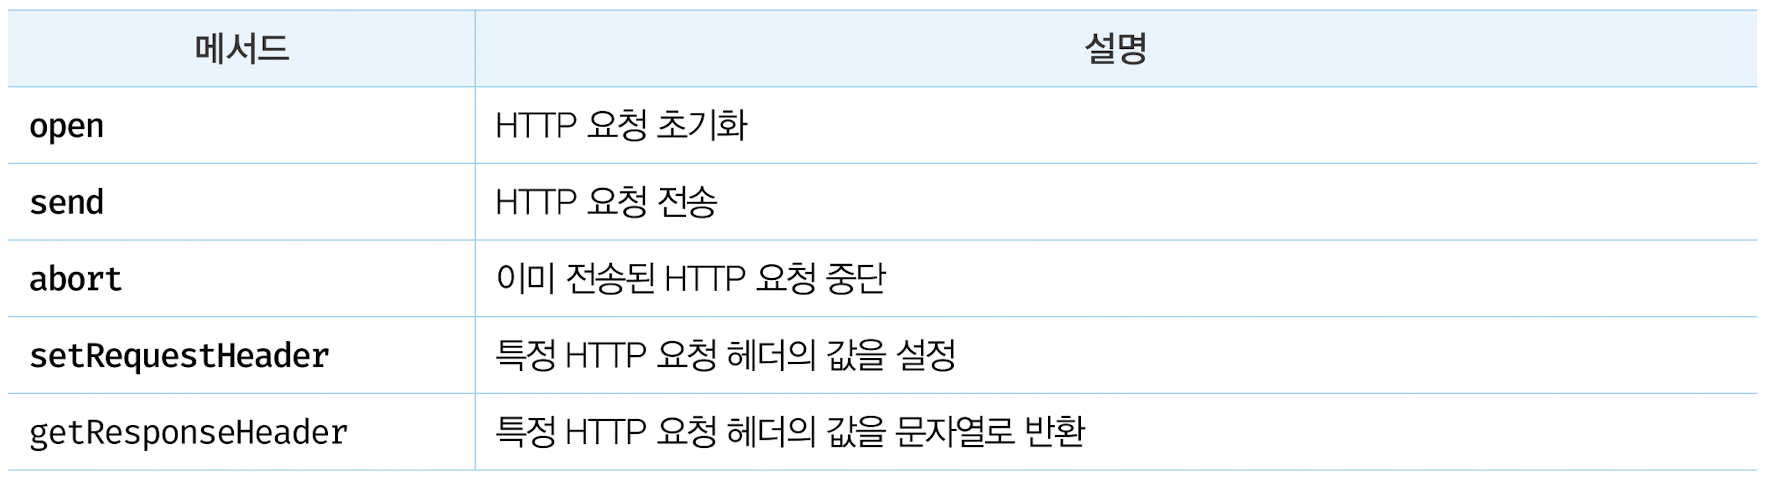 메서드 설명
open HTTP 요청 초기화
send HTTP 요청 전송
abort 이미 전송된 HTTP 요청 중단
setRequestHeader 특정 HTTP 요청 헤더의 값을 설정
getResponseHeader 특정 HTTP 요청 헤더의 값을 문자열로 반환